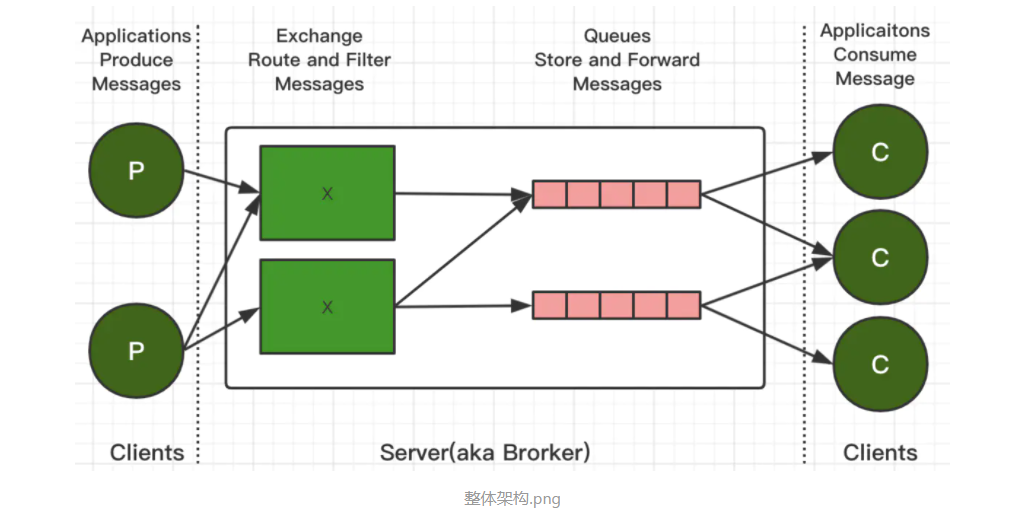 Applications
Produce
Messages
Exchange
Route and Filter
Messages
Queues
Store and Forward
Messages
Applicaitons
Consume
Message
P
X
C
C
X
P
C
Clients
Server(aka Brorker)
Clients
整体架构.png